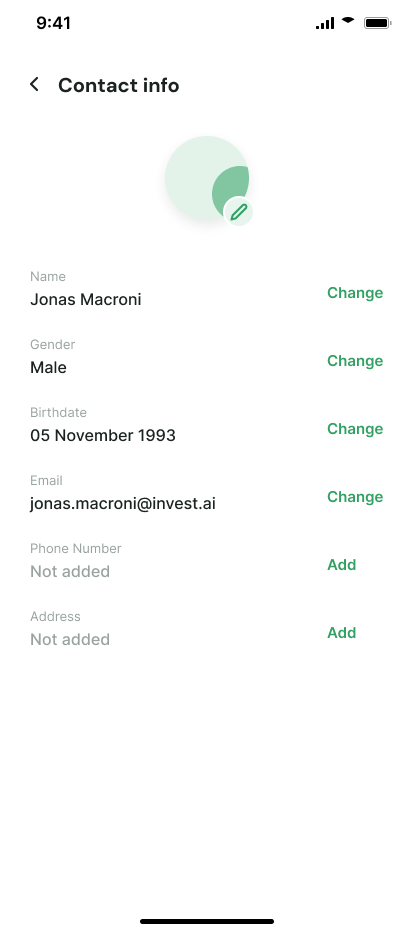 9:41
Contact info
Name
Jonas Macroni
Change
Gender
Male
Change
Birthdate
05 November 1993
Change
Email
jonas.macroni@invest.ai
Change
Phone Number
Not added
Add
Address
Not added
Add